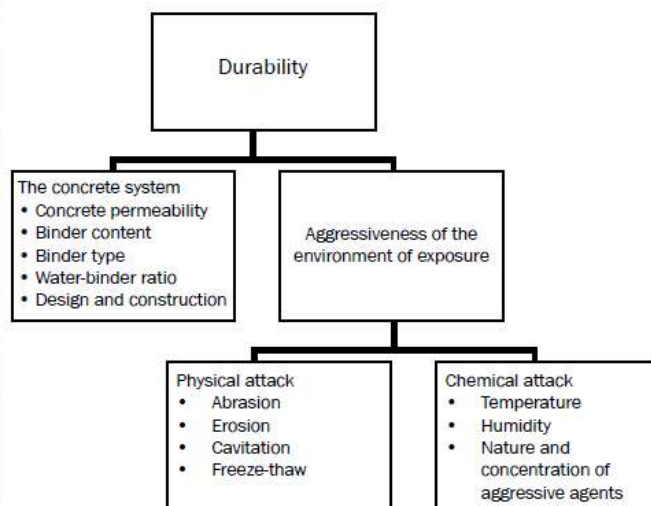 Durability
The concrete system
• Concrete permeability
• Binder content
• Binder type
• Water-binder ratio
• Design and construction
Aggressiveness of the
environment of exposure
Physical attack
• Abrasion
• Erosion
• Cavitation
• Freeze-thaw
Chemical attack
• Temperature
• Humidity
• Nature and
concentration of
aggressive agents